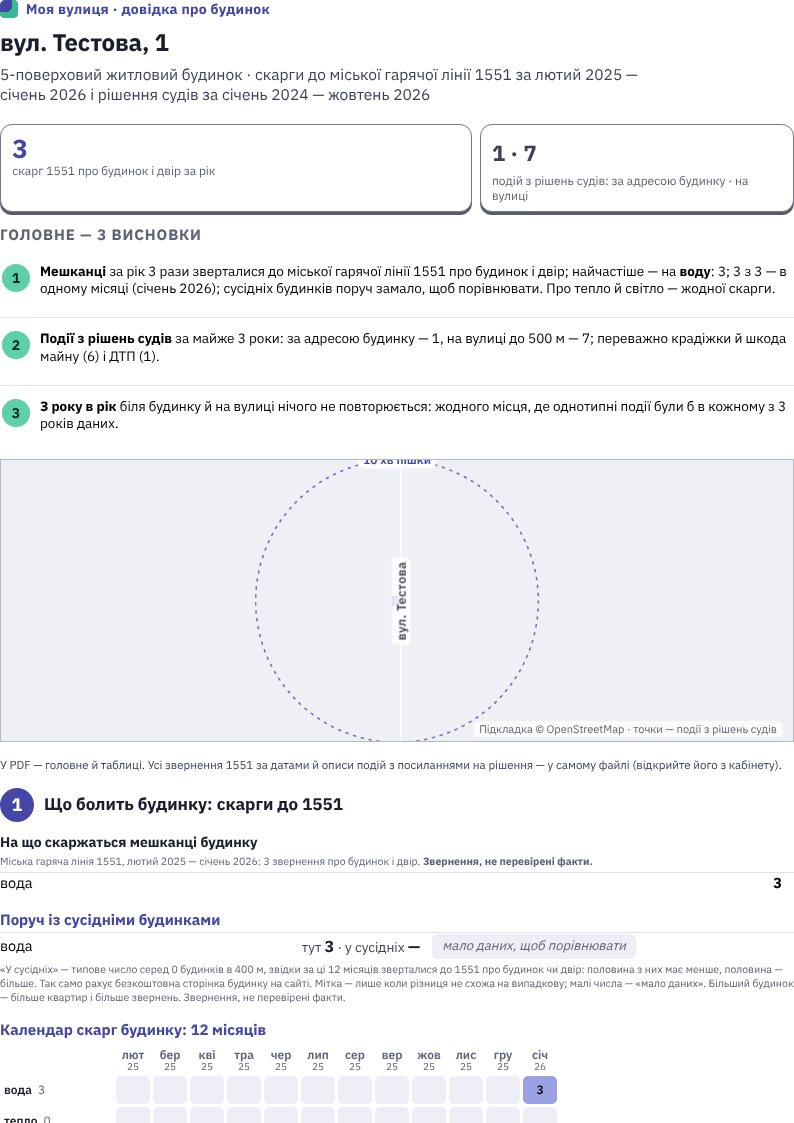 Моя вулиця · довідка про будинок
вул. Тестова, 1
5-поверховий житловий будинок · скарги до міської гарячої лінії 1551 за лютий 2025 —
січень 2026 і рішення судів за січень 2024 — жовтень 2026
3
скарг 1551 про будинок і двір за рік
1 · 7
подій з рішень судів: за адресою будинку · на
вулиці
ГОЛОВНЕ — 3 ВИСНОВКИ
1
Мешканці за рік 3 рази зверталися до міської гарячої лінії 1551 про будинок і двір; найчастіше — на воду: 3; 3 з 3 — в
одному місяці (січень 2026); сусідніх будинків поруч замало, щоб порівнювати. Про тепло й світло — жодної скарги.
2
Події з рішень судів за майже 3 роки: за адресою будинку — 1, на вулиці до 500 м — 7; переважно крадіжки й шкода
майну (6) і ДТП (1).
3
З року в рік біля будинку й на вулиці нічого не повторюється: жодного місця, де однотипні події були б в кожному з 3
років даних.
10 хв пішки
вул. Тестова
Підкладка © OpenStreetMap · точки — події з рішень судів
У PDF — головне й таблиці. Усі звернення 1551 за датами й описи подій з посиланнями на рішення — у самому файлі (відкрийте його з кабінету).
1
Що болить будинку: скарги до 1551
На що скаржаться мешканці будинку
Міська гаряча лінія 1551, лютий 2025 — січень 2026: 3 звернення про будинок і двір. Звернення, не перевірені факти.
вода 3
Поруч із сусідніми будинками
вода тут 3 · у сусідніх — мало даних, щоб порівнювати
«У сусідніх» — типове число серед 0 будинків в 400 м, звідки за ці 12 місяців зверталися до 1551 про будинок чи двір: половина з них має менше, половина —
більше. Так само рахує безкоштовна сторінка будинку на сайті. Мітка — лише коли різниця не схожа на випадкову; малі числа — «мало даних». Більший будинок
— більше квартир і більше звернень. Звернення, не перевірені факти.
Календар скарг будинку: 12 місяців
лют бер кві тра чер лип сер вер жов лис гру січ
25 25 25 25 25 25 25 25 25 25 25 26
вода 3 3
тепло 0